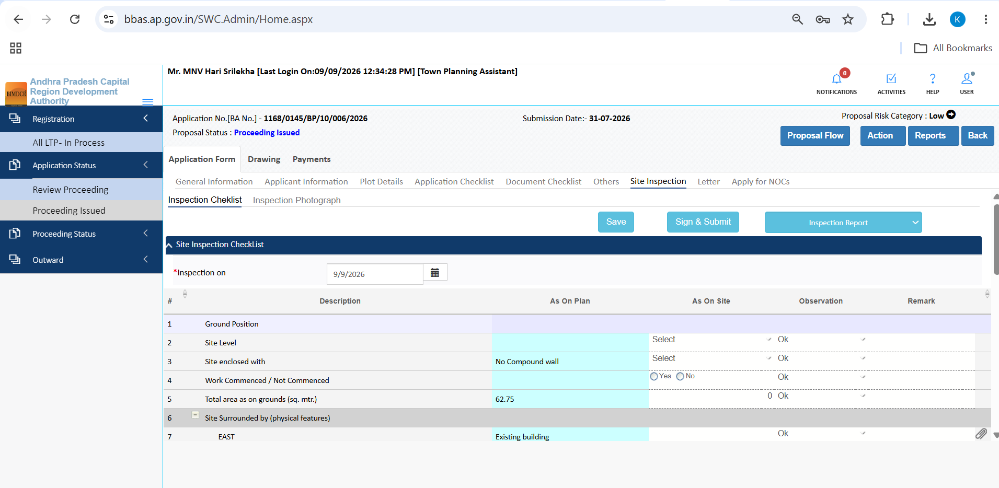 bbas.ap.gov.in/SWC.Admin/Home.aspx
K
All Bookmarks
BIMDCR
Andhra Pradesh Capital
Region Development
Authority
Mr. MNV Hari Srilekha [Last Login On:09/09/2026 12:34:28 PM] [Town Planning Assistant]
0
NOTIFICATIONS
ACTIVITIES
?
HELP
USER
Registration
All LTP- In Process
Application Status
Review Proceeding
Proceeding Issued
Proceeding Status
Outward
Application No.[BA No.] - 1168/0145/BP/10/006/2026
Submission Date:- 31-07-2026
Proposal Risk Category : Low
Proposal Status : Proceeding Issued
Proposal Flow
Action
Reports
Back
Application Form
Drawing
Payments
General Information
Applicant Information
Plot Details
Application Checklist
Document Checklist
Others
Site Inspection
Letter
Apply for NOCs
Inspection Cheklist
Inspection Photograph
Save
Sign & Submit
Inspection Report
Site Inspection CheckList
*Inspection on
9/9/2026
# Description As On Plan As On Site Observation Remark
1 Ground Position
2 Site Level Select Ok
3 Site enclosed with No Compound wall Select Ok
4 Work Commenced / Not Commenced Yes No Ok
5 Total area as on grounds (sq. mtr.) 62.75 0 Ok
6 Site Surrounded by (physical features)
7 EAST Existing building Ok